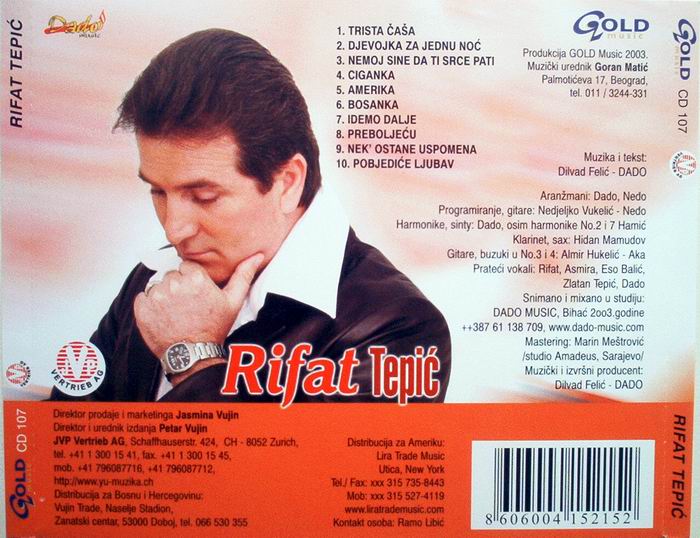 RIFAT TEPIĆ
Dado
music
1. TRISTA ČAŠA
2. DJEVOJKA ZA JEDNU NOĆ
3. NEMOJ SINE DA TI SRCE PATI
4. CIGANKA
5. AMERIKA
6. BOSANKA
7. IDEMO DALJE
8. PREBOLJEĆU
9. NEK' OSTANE USPOMENA
10. POBJEDIĆE LJUBAV
GOLD
music
Produkcija GOLD Music 2003.
Muzički urednik Goran Matić
Palmotićeva 17, Beograd,
tel. 011 / 3244-331
Muzika i tekst:
Dilvad Felić - DADO
Aranžmani: Dado, Nedo
Programiranje, gitare: Nedjeljko Vukelić - Nedo
Harmonike, sinty: Dado, osim harmonike No.2 i 7 Hamić
Klarinet, sax: Hidan Mamudov
Gitare, buzuki u No.3 i 4: Almir Hukelić - Aka
Prateći vokali: Rifat, Asmira, Eso Balić,
Zlatan Tepić, Dado
Snimano i mixano u studiju:
DADO MUSIC, Bihać 2oo3.godine
++387 61 138 709, www.dado-music.com
Mastering: Marin Meštrović
/studio Amadeus, Sarajevo/
Muzički i izvršni producent:
Dilvad Felić - DADO
VERTRIEB AG
Rifat Tepić
Direktor prodaje i marketinga Jasmina Vujin
Direktor i urednik izdanja Petar Vujin
JVP Vertrieb AG, Schaffhauserstr. 424, CH - 8052 Zurich,
tel. +41 1 300 15 41, fax. +41 1 300 15 45,
mob. +41 796087716, +41 796087712,
http://www.yu-muzika.ch
Distribucija za Bosnu i Hercegovinu:
Vujin Trade, Naselje Stadion,
Zanatski centar, 53000 Doboj, tel. 066 530 355
Distribucija za Ameriku:
Lira Trade Music
Utica, New York
Tel./ Fax: xxx 315 735-8443
Mob: xxx 315 527-4119
www.liratrademusic.com
Kontakt osoba: Ramo Libić
8 606004 152152
GOLD
music
CD 107
GOLD
music
CD 107
RIFAT TEPIĆ